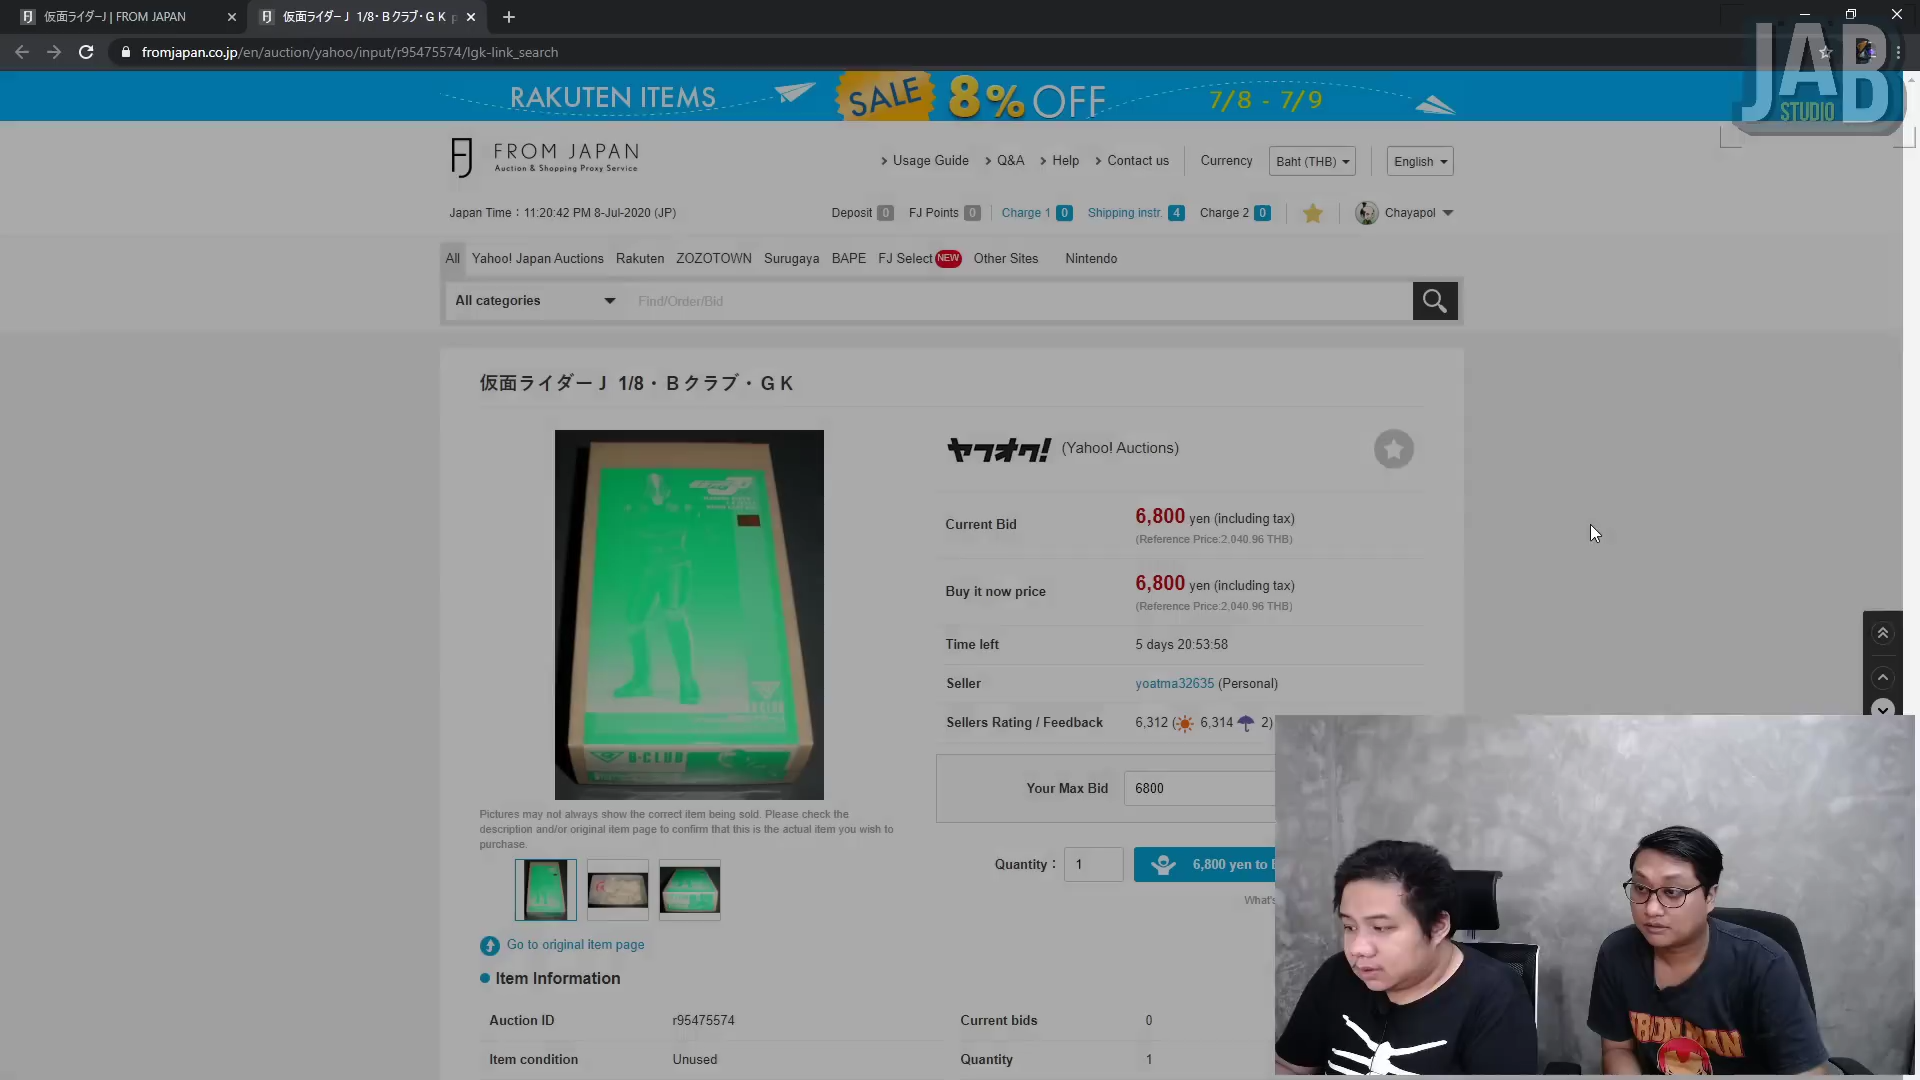 仮面ライダーJ | FROM JAPAN
仮面ライダーＪ 1/8・Ｂクラブ・ＧＫ
fromjapan.co.jp/en/auction/yahoo/input/r95475574/lgk-link_search
JAB
STUDIO
RAKUTEN ITEMS SALE 8% OFF 7/8 - 7/9
FROM JAPAN
Auction & Shopping Proxy Service
Usage Guide Q&A Help Contact us Currency Baht (THB) English
Japan Time : 11:20:42 PM 8-Jul-2020 (JP)
Deposit 0 FJ Points 0 Charge 1 0 Shipping instr. 4 Charge 2 0 Chayapol
All Yahoo! Japan Auctions Rakuten ZOZOTOWN Surugaya BAPE FJ Select NEW Other Sites Nintendo
All categories Find/Order/Bid
仮面ライダーＪ 1/8・Ｂクラブ・ＧＫ
ヤフオク! (Yahoo! Auctions)
Current Bid 6,800 yen (including tax)
(Reference Price:2,040.96 THB)
Buy it now price 6,800 yen (including tax)
(Reference Price:2,040.96 THB)
Time left 5 days 20:53:58
Seller yoatma32635 (Personal)
Sellers Rating / Feedback 6,312 ( 6,314 2)
Your Max Bid 6800
B-CLUB
Pictures may not always show the correct item being sold. Please check the
description and/or original item page to confirm that this is the actual item you wish to
purchase.
Quantity : 1 6,800 yen to
What's
Go to original item page
Item Information
Auction ID r95475574 Current bids 0
Item condition Unused Quantity 1
IRON MAN